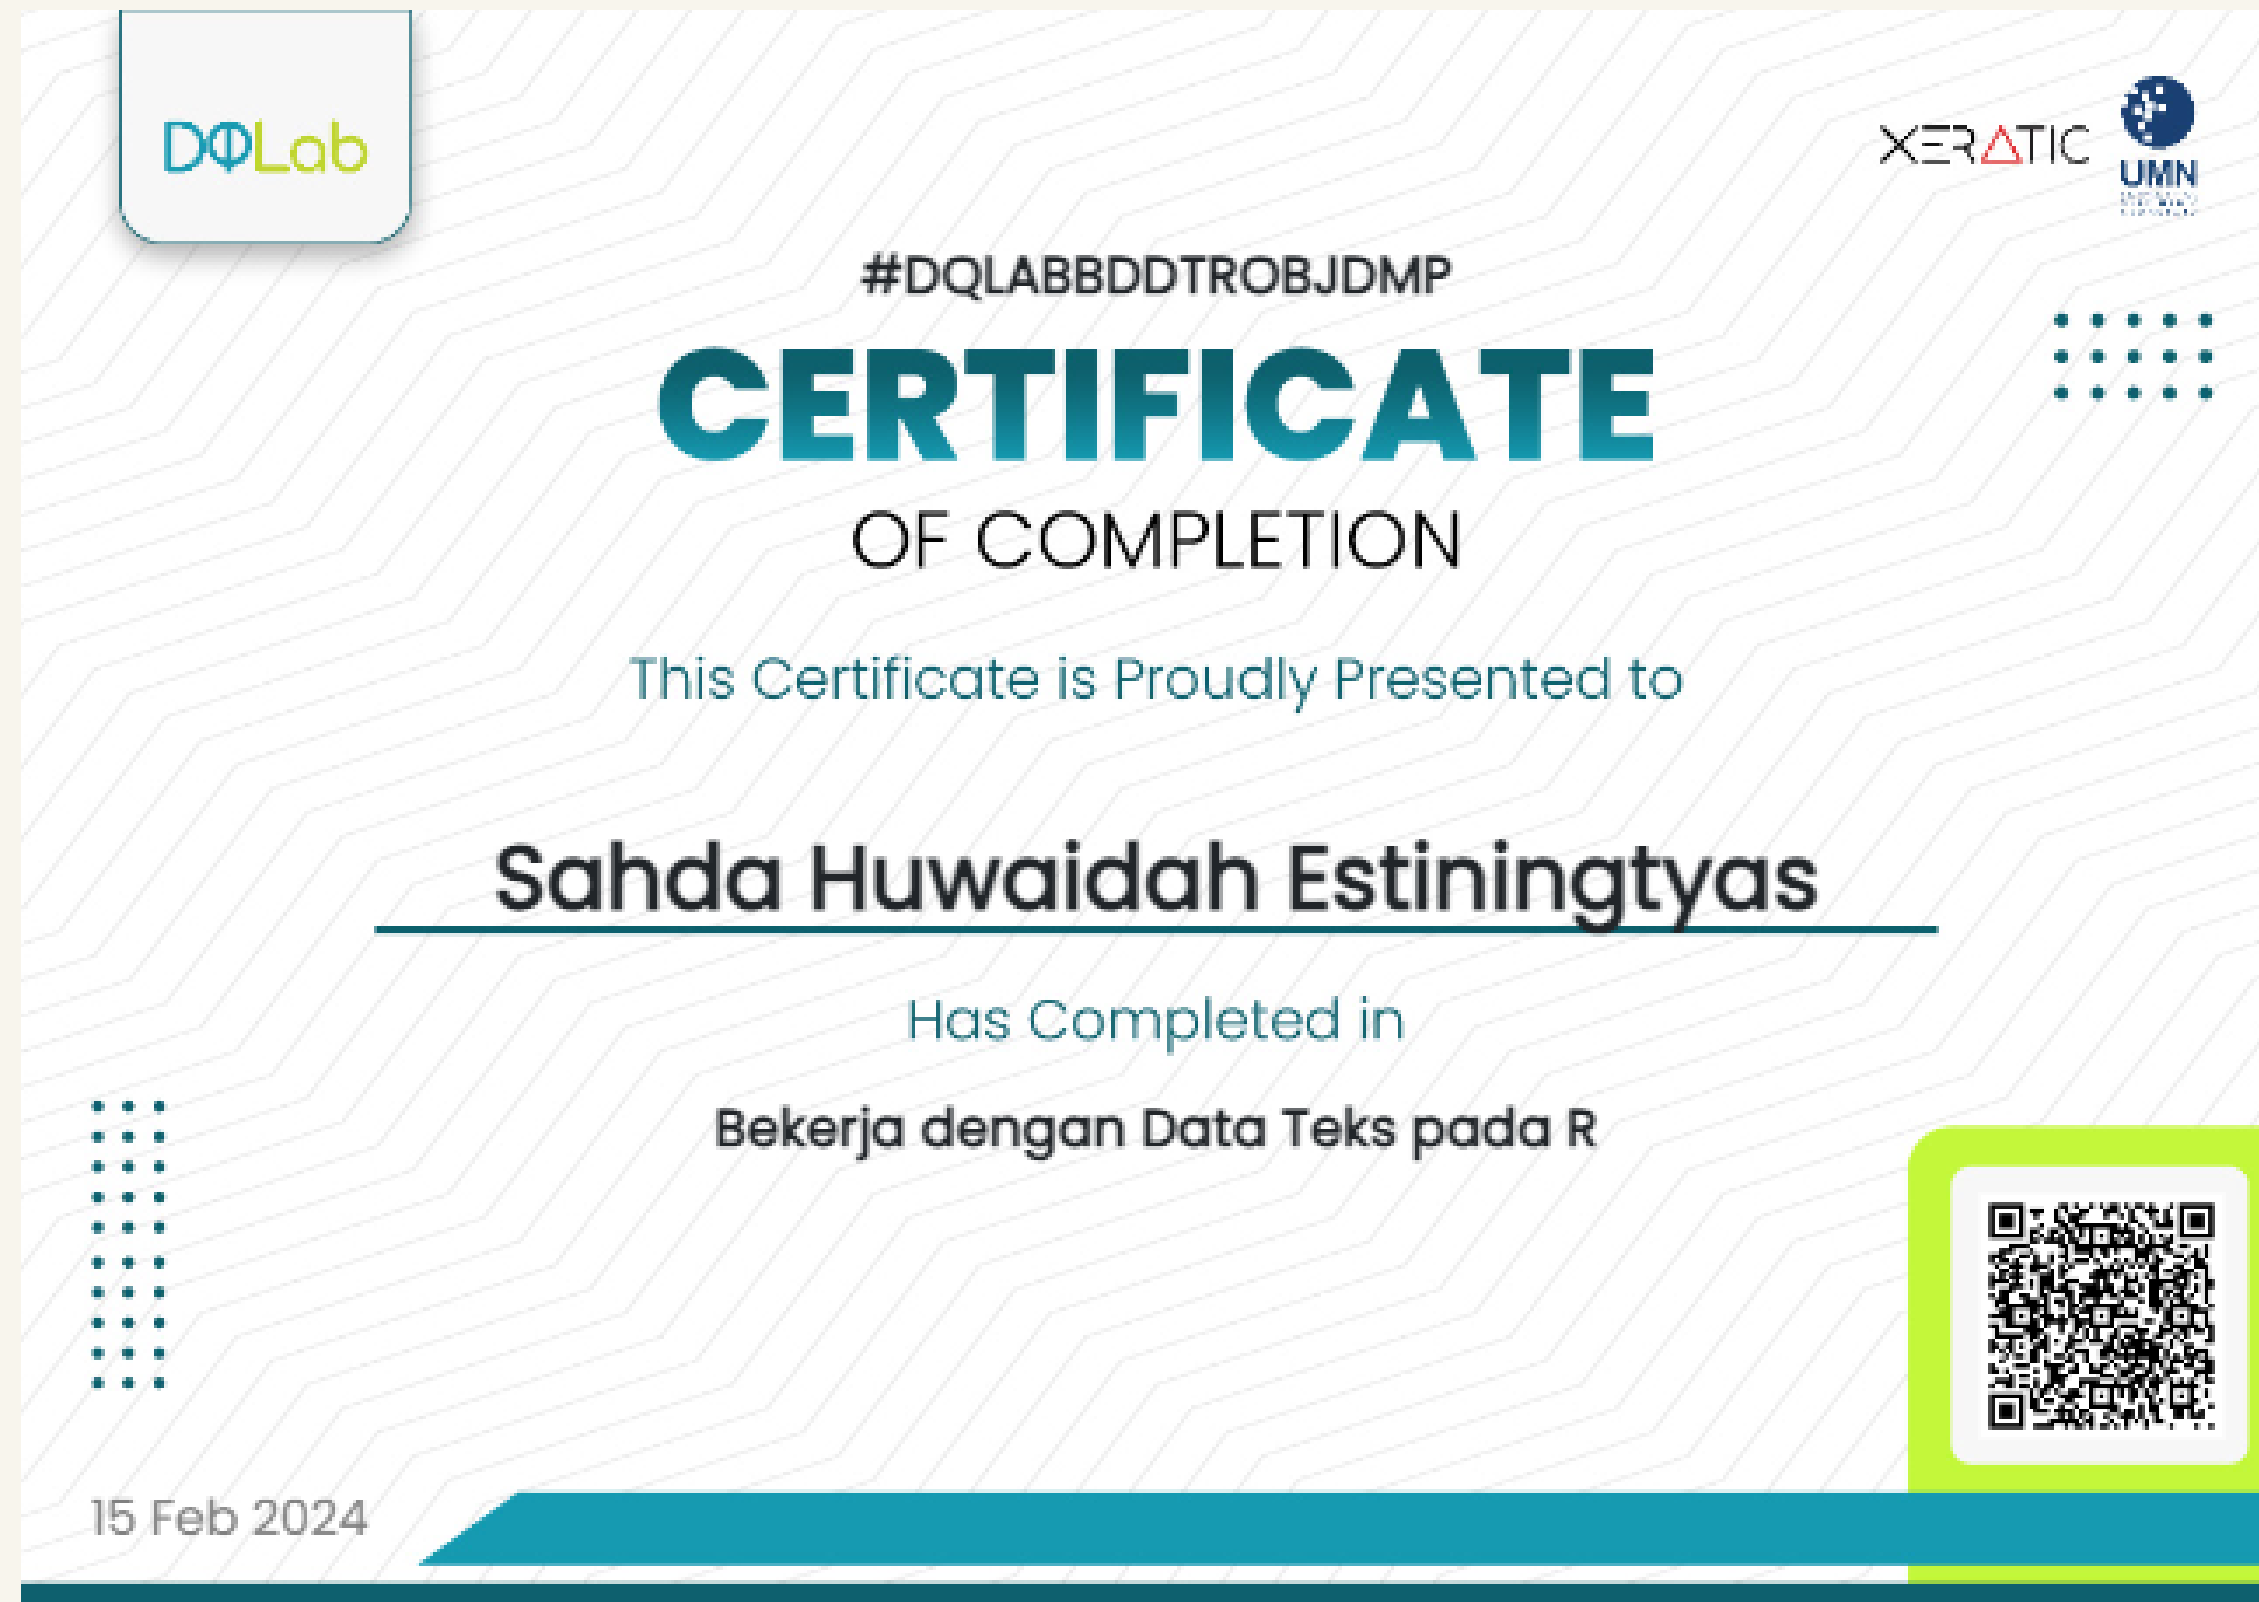 DQLab
XERATIC
UMN
#DQLABBDDTROBJDMP
CERTIFICATE
OF COMPLETION
This Certificate is Proudly Presented to
Sahda Huwaidah Estiningtyas
Has Completed in
Bekerja dengan Data Teks pada R
15 Feb 2024